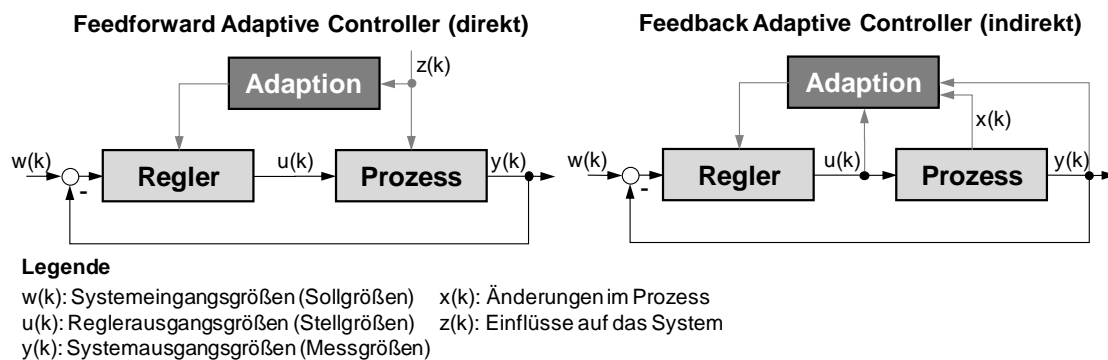 Feedforward Adaptive Controller (direkt)
z(k)
Adaption
w(k)
-
Regler
u(k)
Prozess
y(k)
Feedback Adaptive Controller (indirekt)
Adaption
x(k)
w(k)
-
Regler
u(k)
Prozess
y(k)
Legende
w(k): Systemeingangsgrößen (Sollgrößen)
x(k): Änderungen im Prozess
u(k): Reglerausgangsgrößen (Stellgrößen)
z(k): Einflüsse auf das System
y(k): Systemausgangsgrößen (Messgrößen)